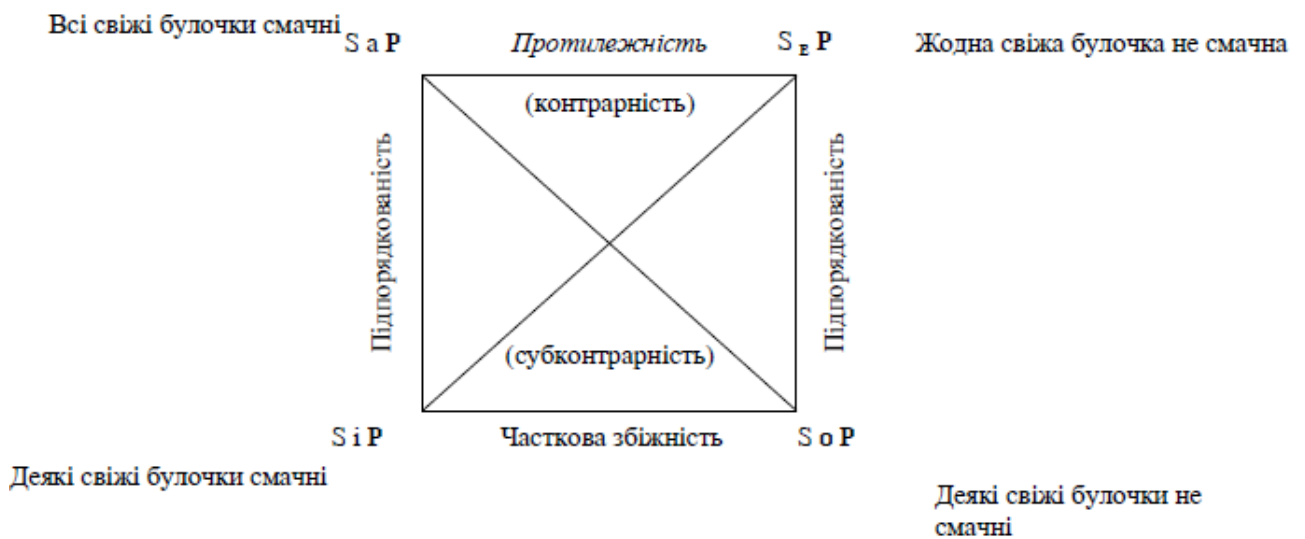 Всі свіжі булочки смачні
S a P
Протилежність
S E P
Жодна свіжа булочка не смачна
(контрарність)
Підпорядкованість
Підпорядкованість
(субконтрарність)
S i P
Часткова збіжність
S o P
Деякі свіжі булочки смачні
Деякі свіжі булочки не
смачні